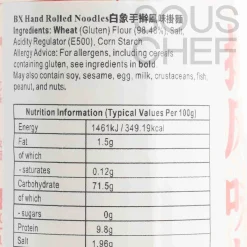 COUS
CHEF
BX Hand Rolled Noodles白象手擀風味掛麵
Ingredients: Wheat (Gluten) Flour (98.48%), Salt,
Acidity Regulator (E500), Corn Starch
Allergy Advice: For allergens, including cereals
containing gluten, see ingredients in bold.
May also contain soy, sesame, egg, milk, crustaceans, fish,
peanut, and nuts.
Nutrition Information (Typical Values Per 100g)
Energy 1461kJ / 349.19kcal
Fat 1.5g
of which
- saturates 0.12g
Carbohydrate 71.5g
of which
- sugars 0g
Protein 9.8g
Salt 1.96g